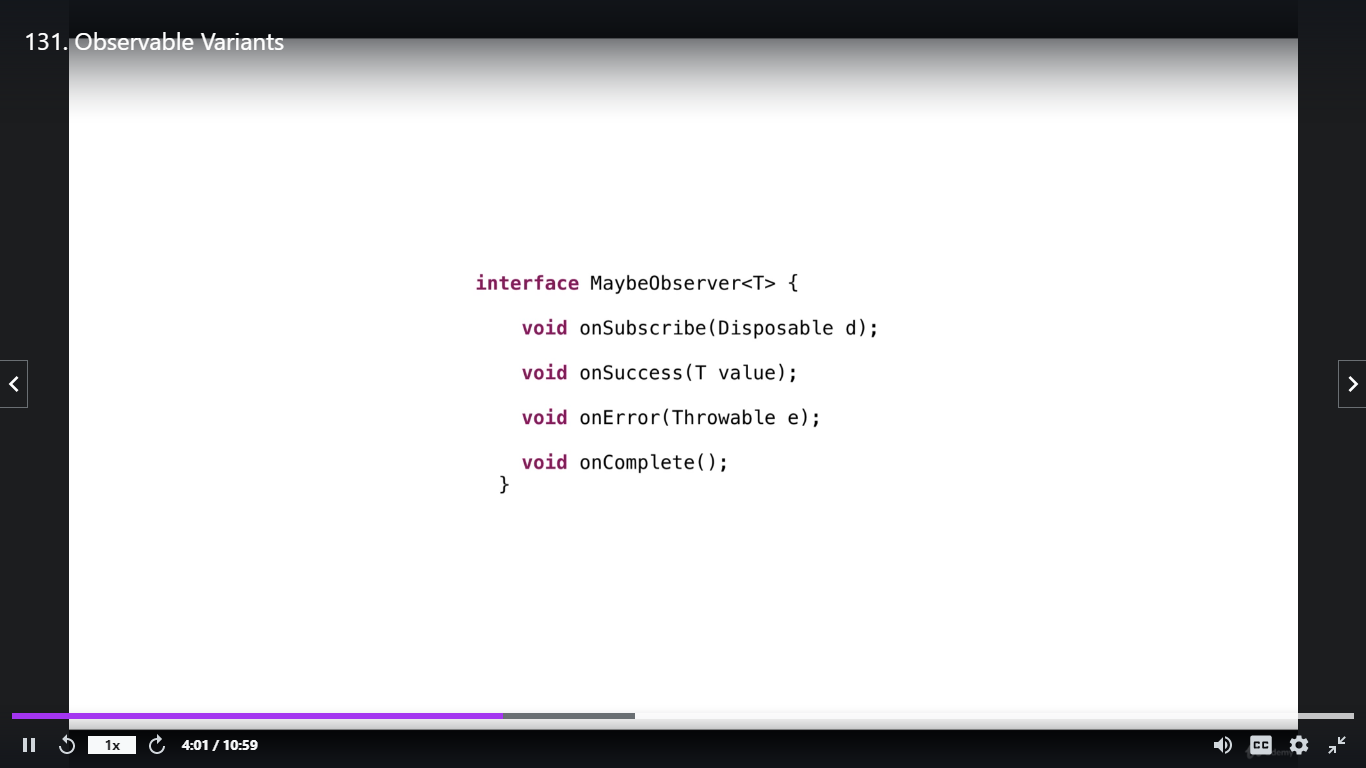 131. Observable Variants
interface MaybeObserver<T> {
void onSubscribe(Disposable d);
void onSuccess(T value);
void onError(Throwable e);
void onComplete();
}
1x
4:01 / 10:59
CC